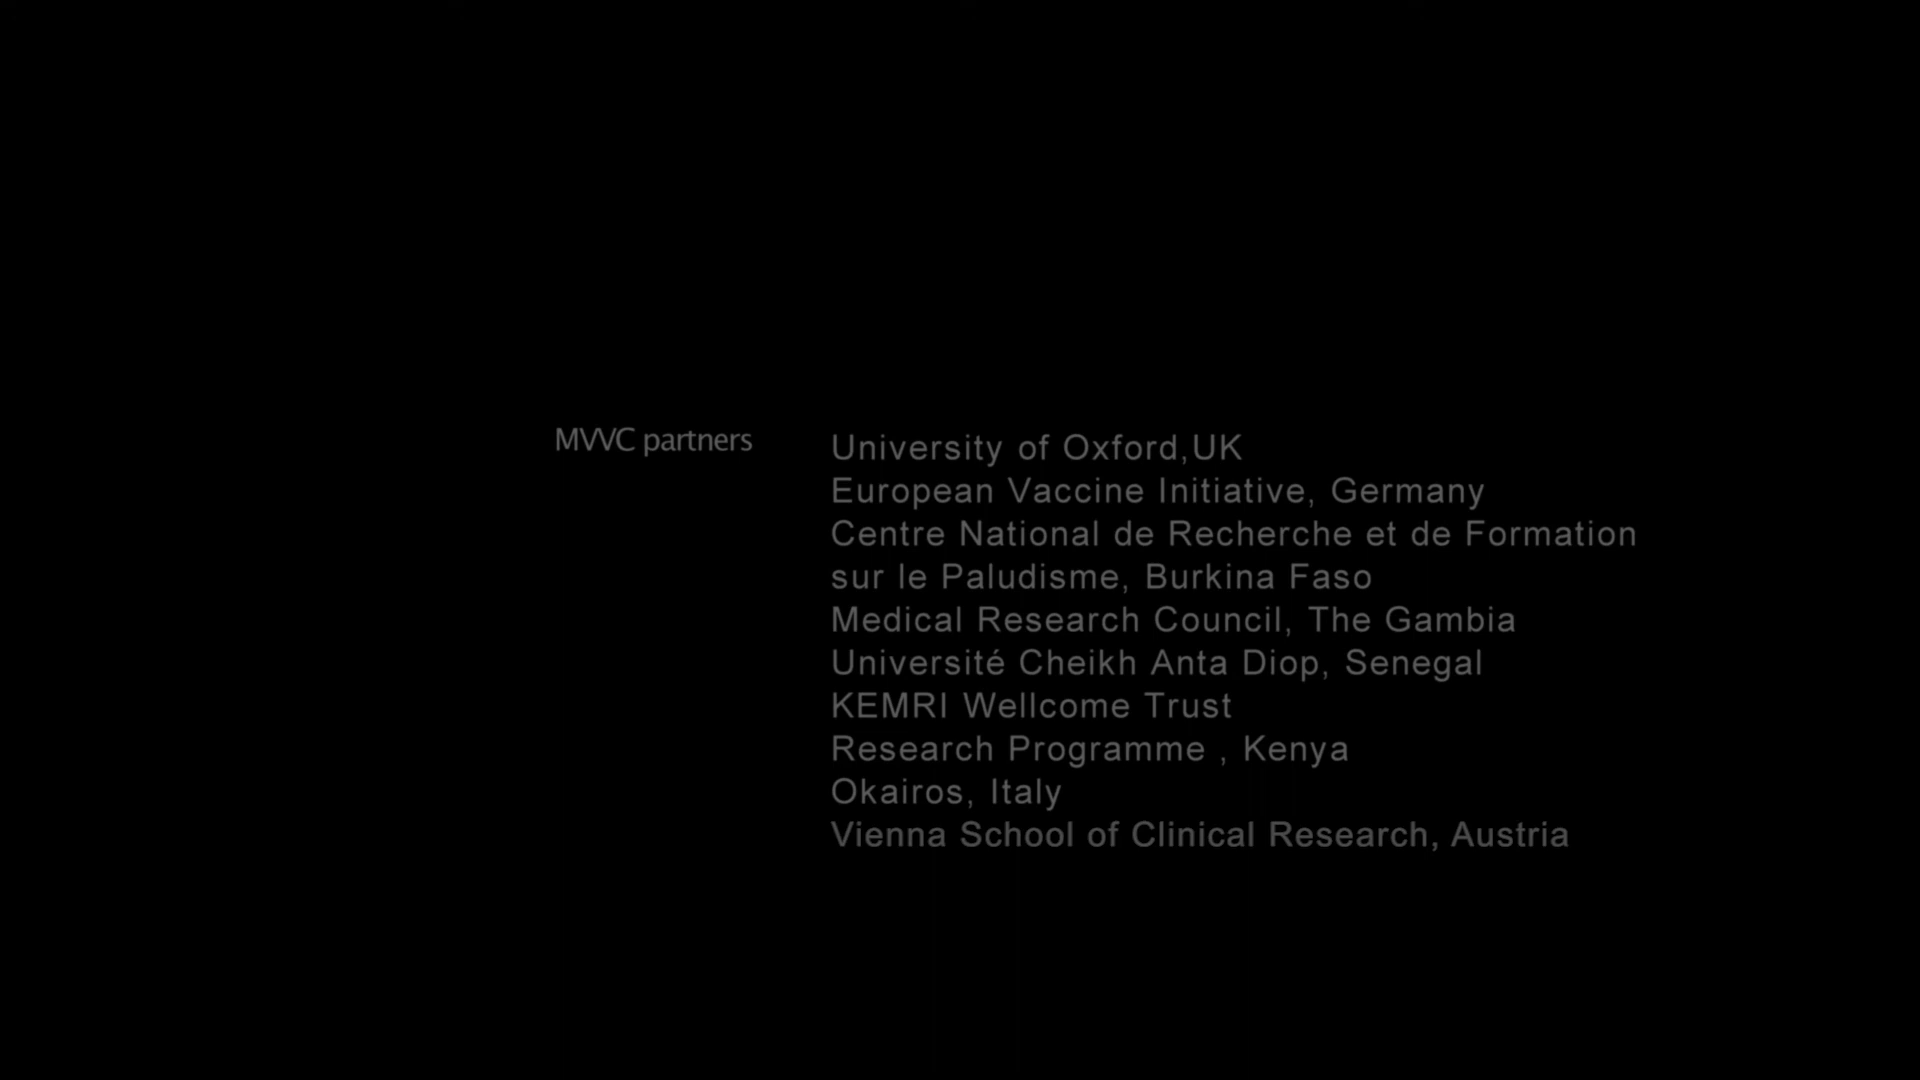 MVVC partners
University of Oxford,UK
European Vaccine Initiative, Germany
Centre National de Recherche et de Formation
sur le Paludisme, Burkina Faso
Medical Research Council, The Gambia
Université Cheikh Anta Diop, Senegal
KEMRI Wellcome Trust
Research Programme , Kenya
Okairos, Italy
Vienna School of Clinical Research, Austria